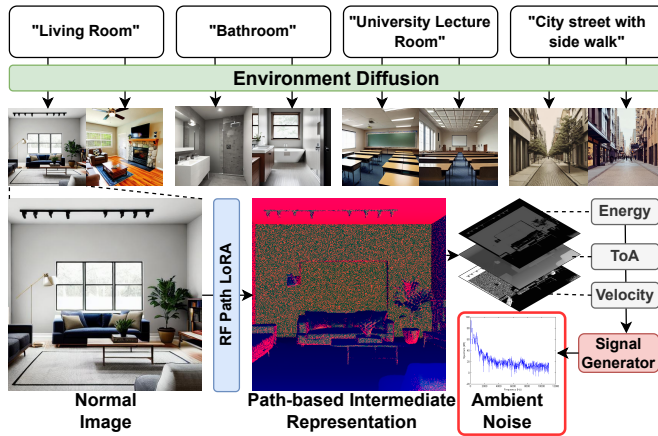 "Living Room"
"Bathroom"
"University Lecture
Room"
"City street with
side walk"
Environment Diffusion
RF Path LoRA
Energy
ToA
Velocity
Signal
Generator
Normal
Image
Path-based Intermediate
Representation
Ambient
Noise